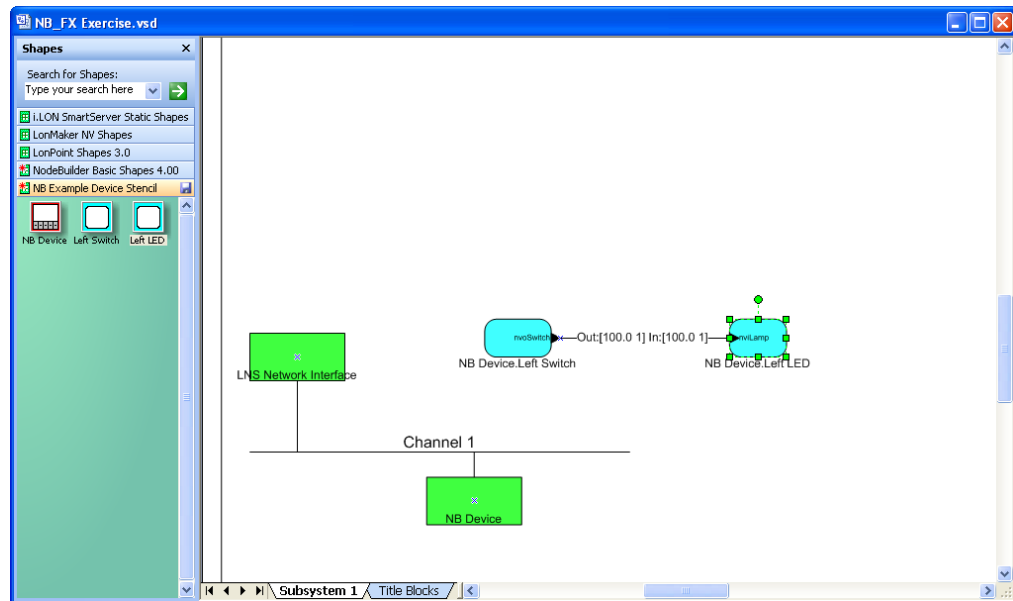 NB_FX Exercise.vsd
Shapes
Search for Shapes:
Type your search here
i.LON SmartServer Static Shapes
LonMaker NV Shapes
LonPoint Shapes 3.0
NodeBuilder Basic Shapes 4.00
NB Example Device Stencil
NB Device Left Switch Left LED
nvoSwitch Out:[100.0 1] In:[100.0 1] nviLamp
NB Device.Left Switch NB Device.Left LED
LNS Network Interface
Channel 1
NB Device
Subsystem 1 Title Blocks